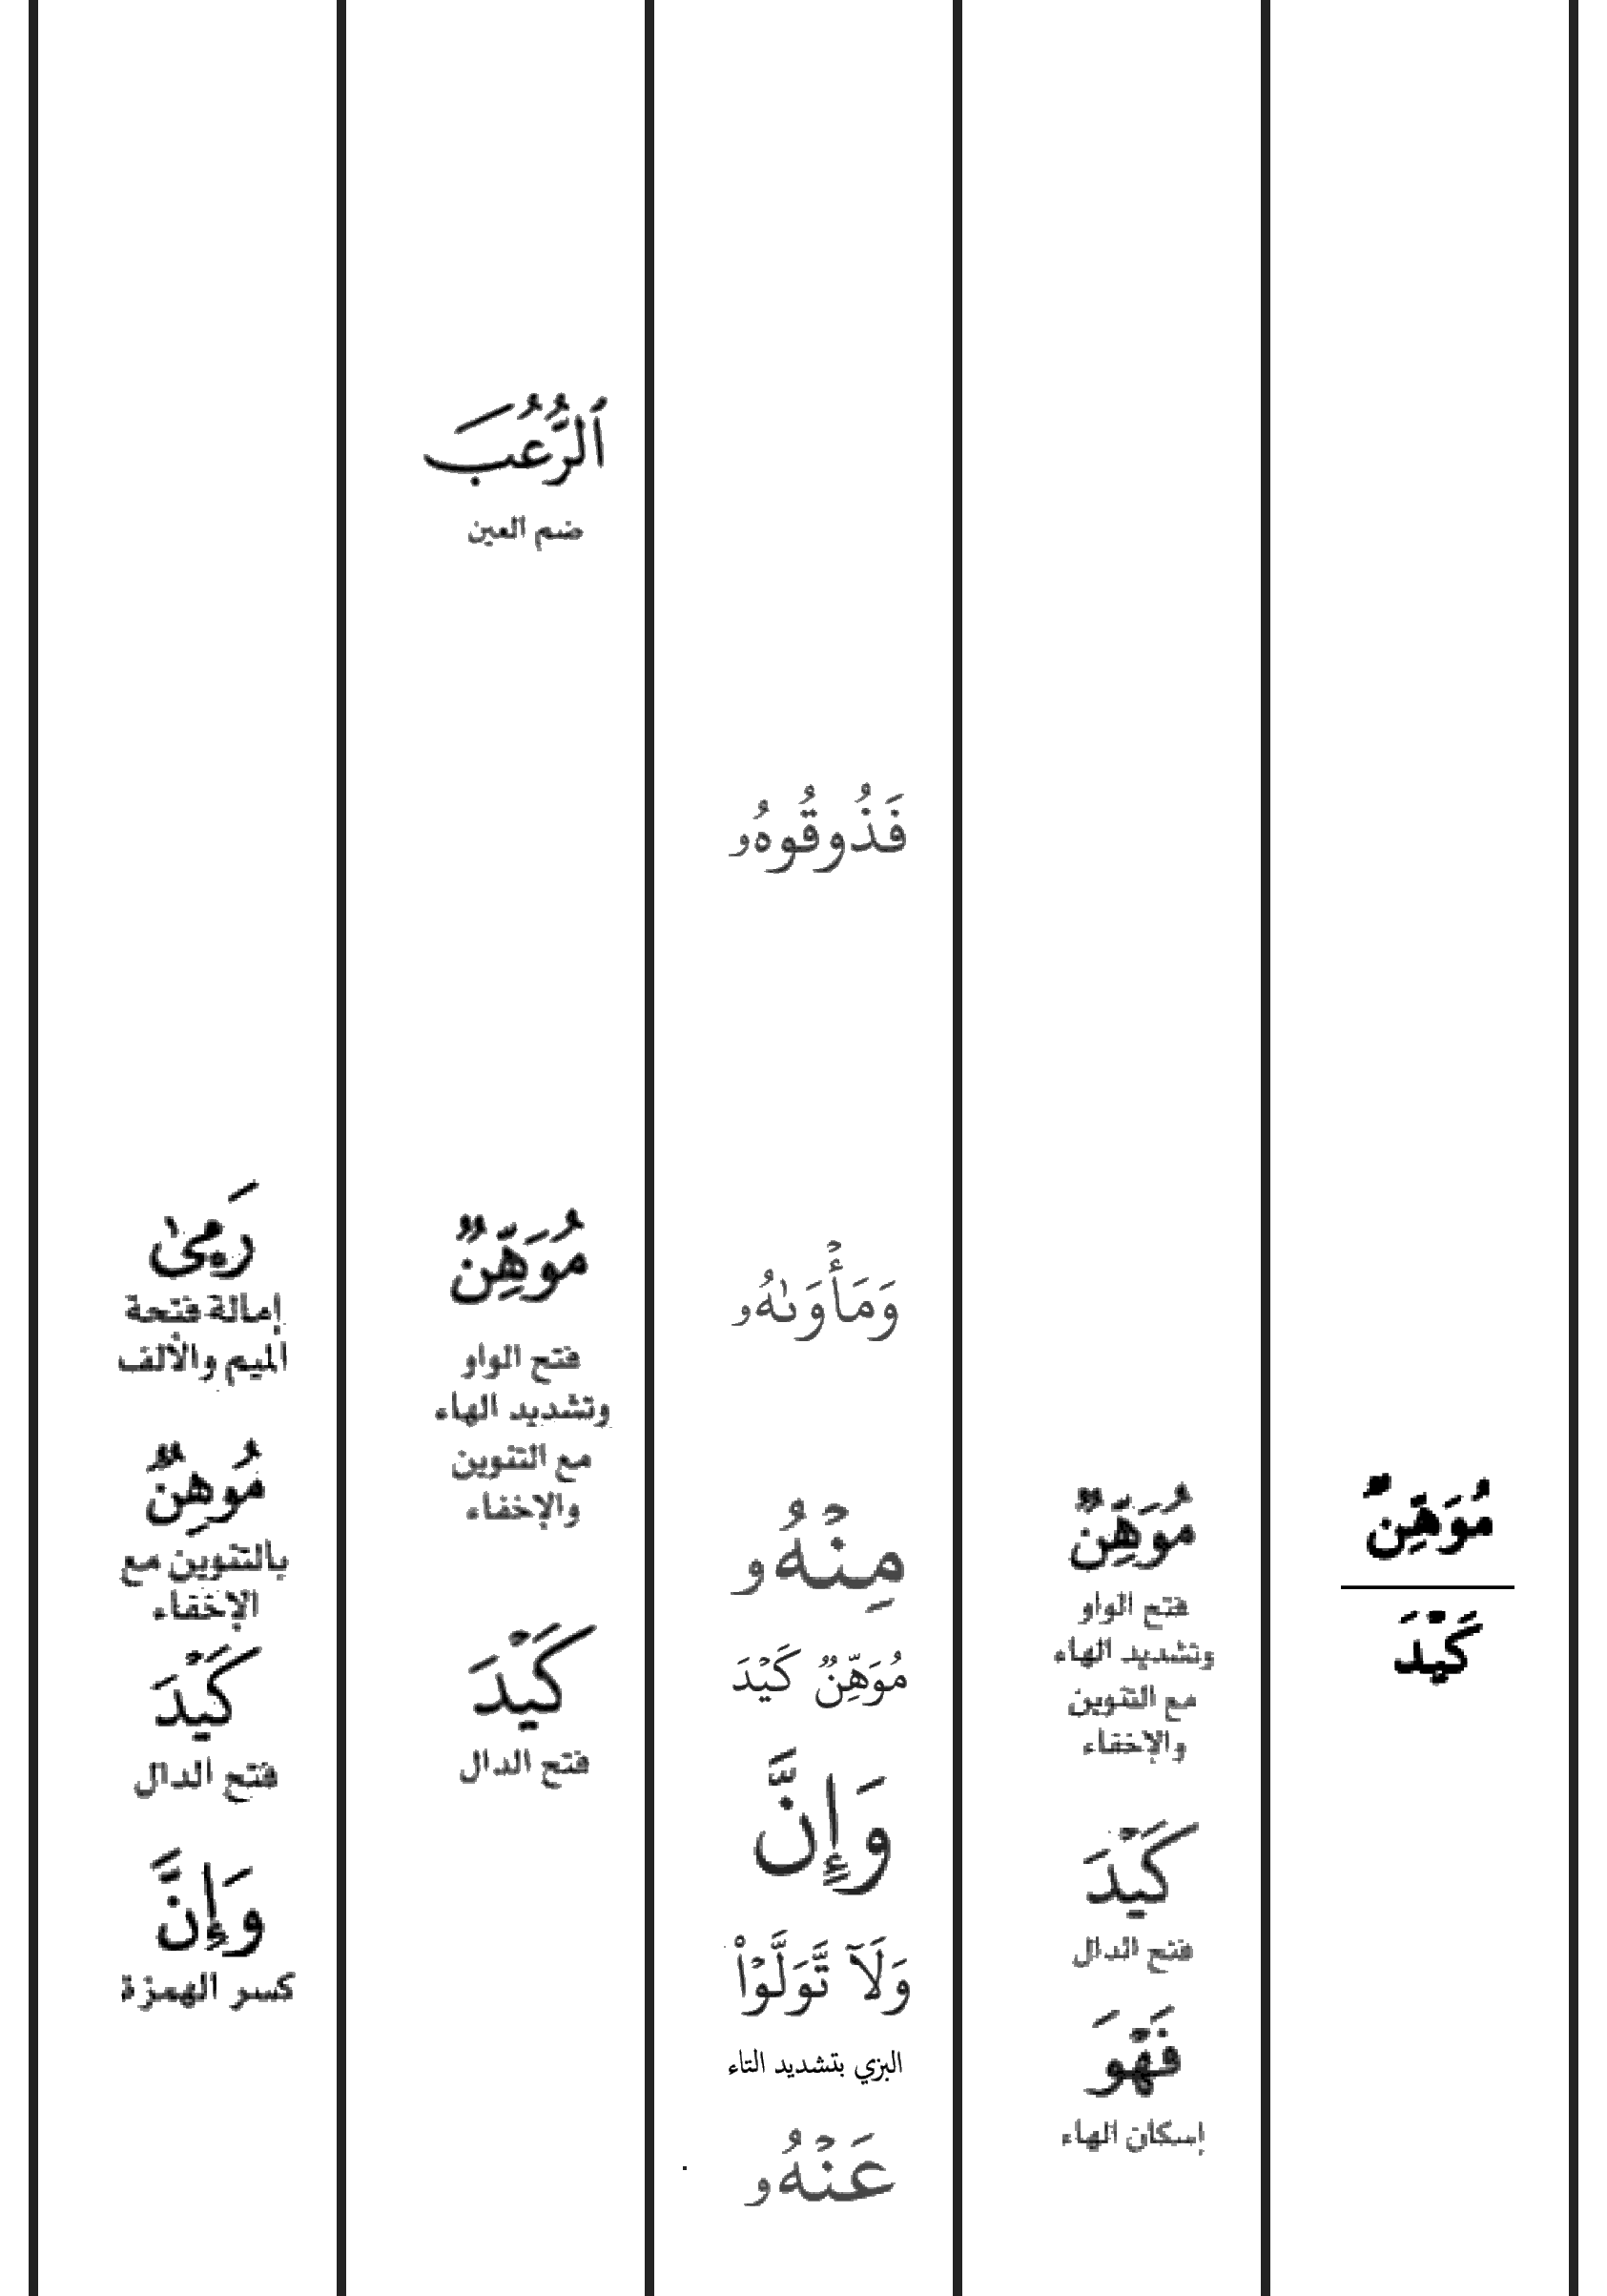 مُوَهِّنٌ
كَيْدَ
مُوَهِّنٌ
فتح الواو
وتشديد الهاء
مع التنوين
والإخفاء
كَيْدَ
فتح الدال
فَهْوَ
إسكان الهاء
فَذُوقُوهُۥ
وَمَأْوَىٰهُۥ
مِنْهُۥ
مُوَهِّنٌ كَيْدَ
وَإِنَّ
وَلَآ تَّوَلَّوْاْ
البزي بتشديد التاء
عَنْهُۥ
ٱلرُّعُبَ
ضم العين
مُوَهِّنٌ
فتح الواو
وتشديد الهاء
مع التنوين
والإخفاء
كَيْدَ
فتح الدال
رَمىٰ
إمالة فتحة
الميم والألف
مُوهِنٌ
بالتنوين مع
الإخفاء
كَيْدَ
فتح الدال
وَإِنَّ
كسر الهمزة